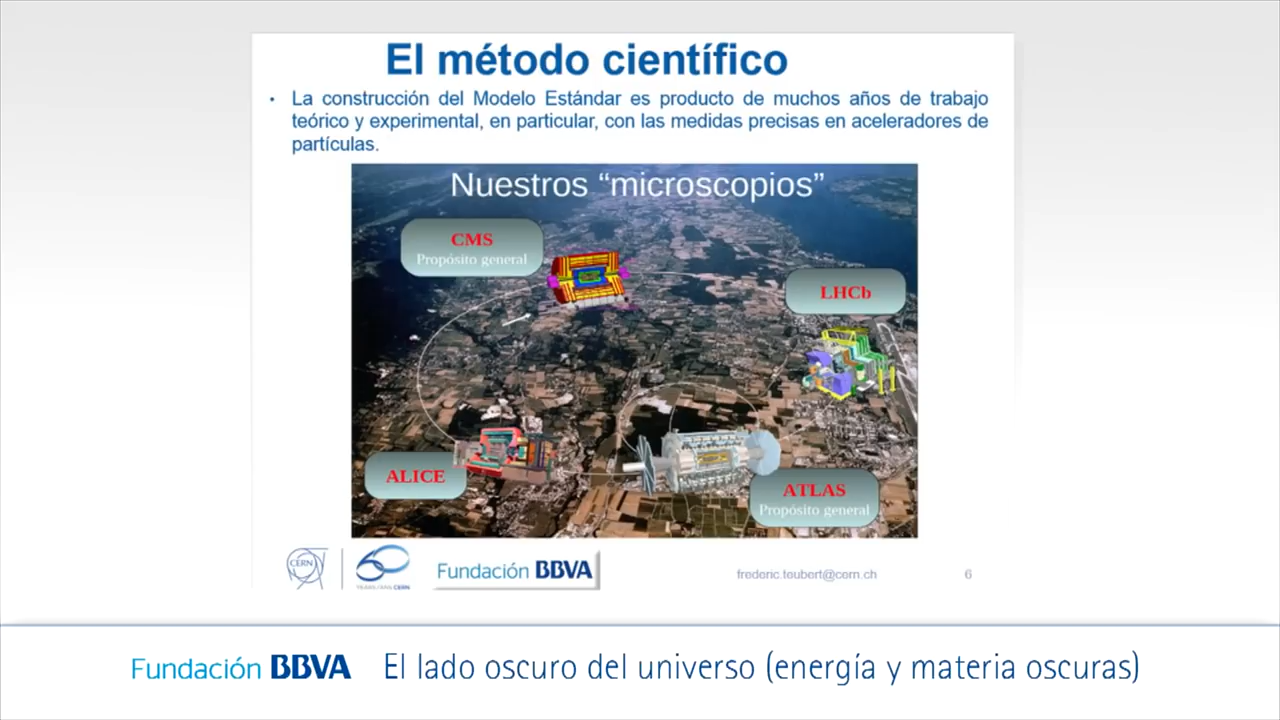 El método científico
• La construcción del Modelo Estándar es producto de muchos años de trabajo
teórico y experimental, en particular, con las medidas precisas en aceleradores de
partículas.
Nuestros “microscopios”
CMS
Propósito general
LHCb
ALICE
ATLAS
Propósito general
CERN
60
CERN
Fundación BBVA
frederic.teubert@cern.ch
6
Fundación BBVA
El lado oscuro del universo (energía y materia oscuras)